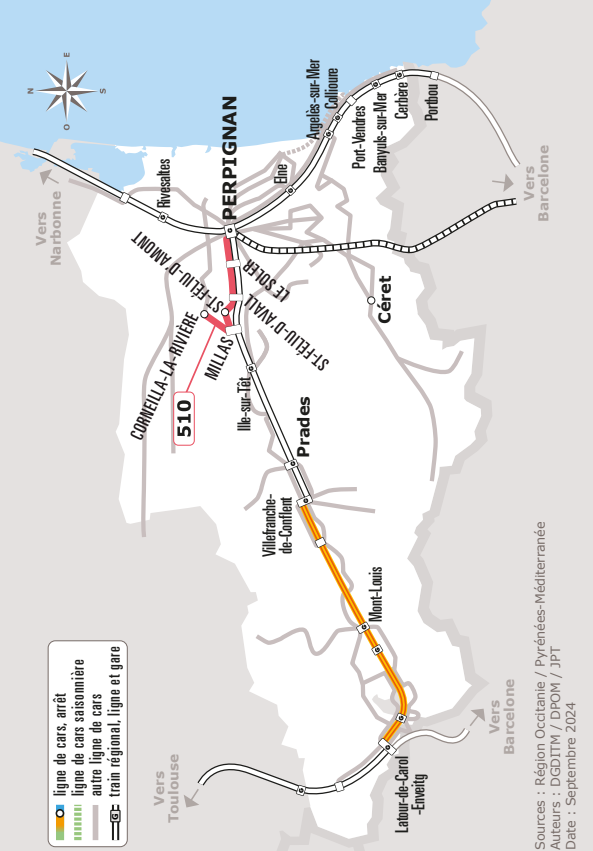 N
E
S
O
Vers
Narbonne
Rivesaltes
PERPIGNAN
Elne
Argelès-sur-Mer
Collioure
Port-Vendres
Banyuls-sur-Mer
Cerbère
Portbou
Vers
Barcelone
CORNEILLA-LA-RIVIÈRE
ST-FÉLIU-D'AMONT
LE SOLER
ST-FÉLIU-D'AVALL
MILLAS
510
Ille-sur-Têt
Céret
Prades
Villefranche-
de-Conflent
Mont-Louis
Latour-de-Carol
-Enveitg
Vers
Toulouse
Vers
Barcelone
ligne de cars, arrêt
ligne de cars saisonnière
autre ligne de cars
train régional, ligne et gare
Sources : Région Occitanie / Pyrénées-Méditerranée
Auteurs : DGDITM / DPOM / JPT
Date : Septembre 2024